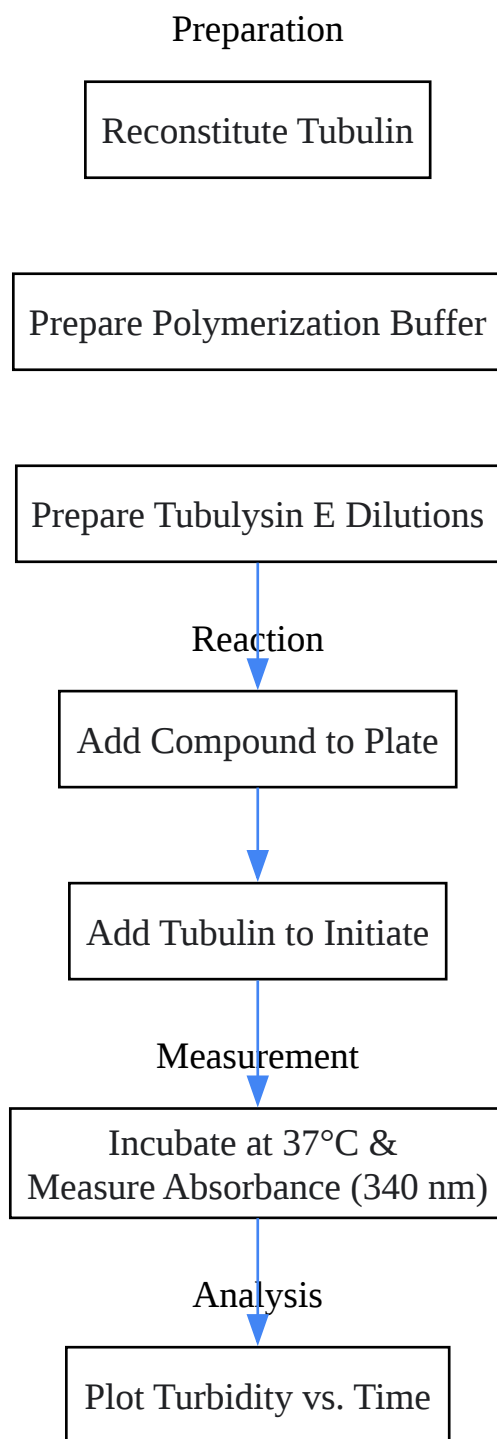 Preparation
Reconstitute Tubulin
Prepare Polymerization Buffer
Prepare Tubulysin E Dilutions
Reaction
Add Compound to Plate
Add Tubulin to Initiate
Measurement
Incubate at 37°C &
Measure Absorbance (340 nm)
Analysis
Plot Turbidity vs. Time